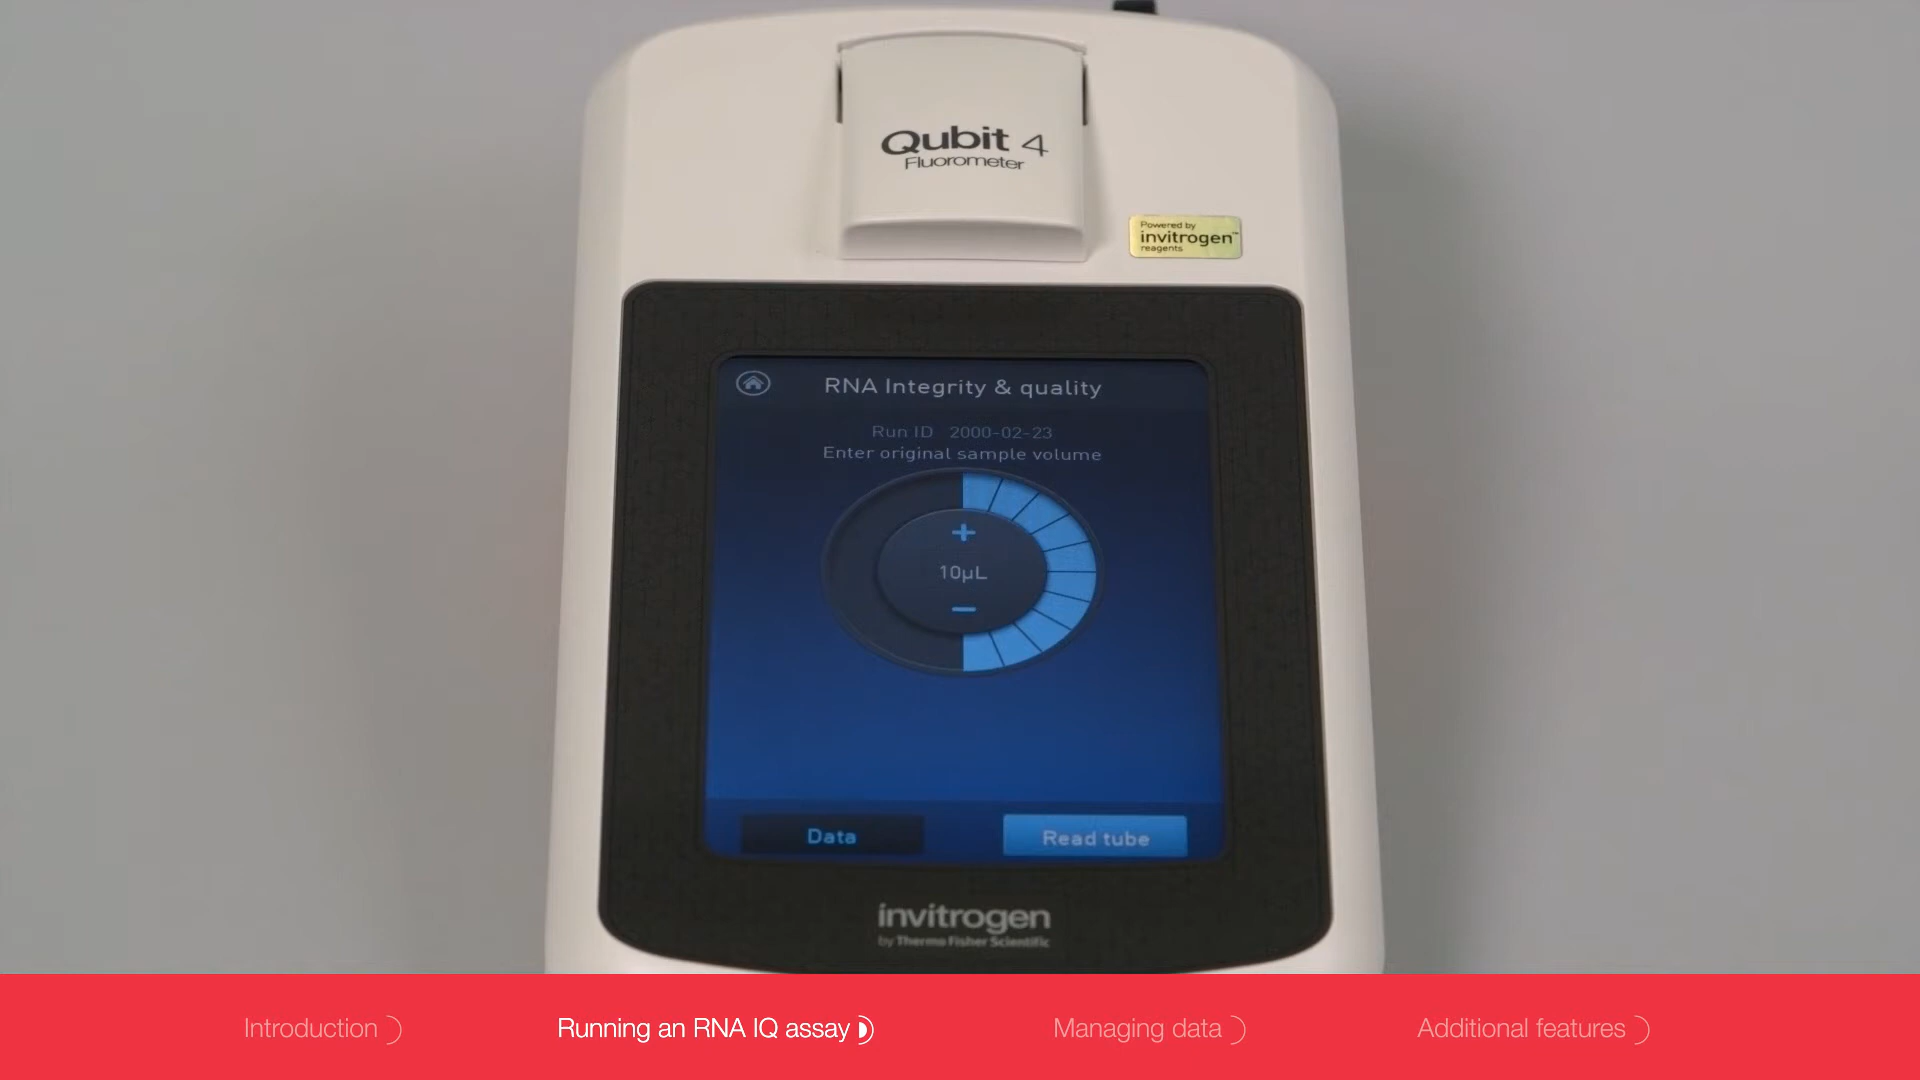 Qubit 4
Fluorometer
Powered by
invitrogen™
reagents
RNA Integrity & quality
Run ID 2000-02-23
Enter original sample volume
+
10µL
−
Data Read tube
invitrogen
by Thermo Fisher Scientific
Introduction Running an RNA IQ assay Managing data Additional features